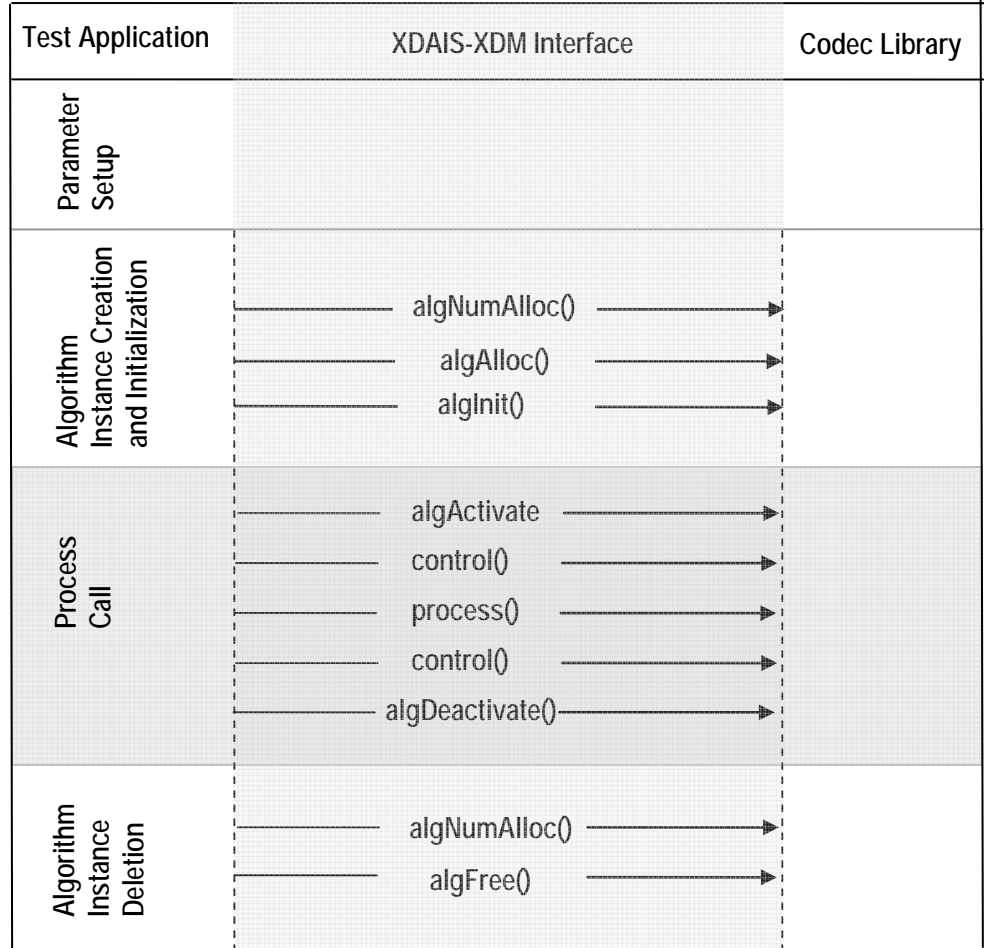 Test Application
XDAIS-XDM Interface
Codec Library
Parameter
Setup
Algorithm
Instance Creation
and Initialization
algNumAlloc()
algAlloc()
algInit()
Process
Call
algActivate
control()
process()
control()
algDeactivate()
Algorithm
Instance
Deletion
algNumAlloc()
algFree()